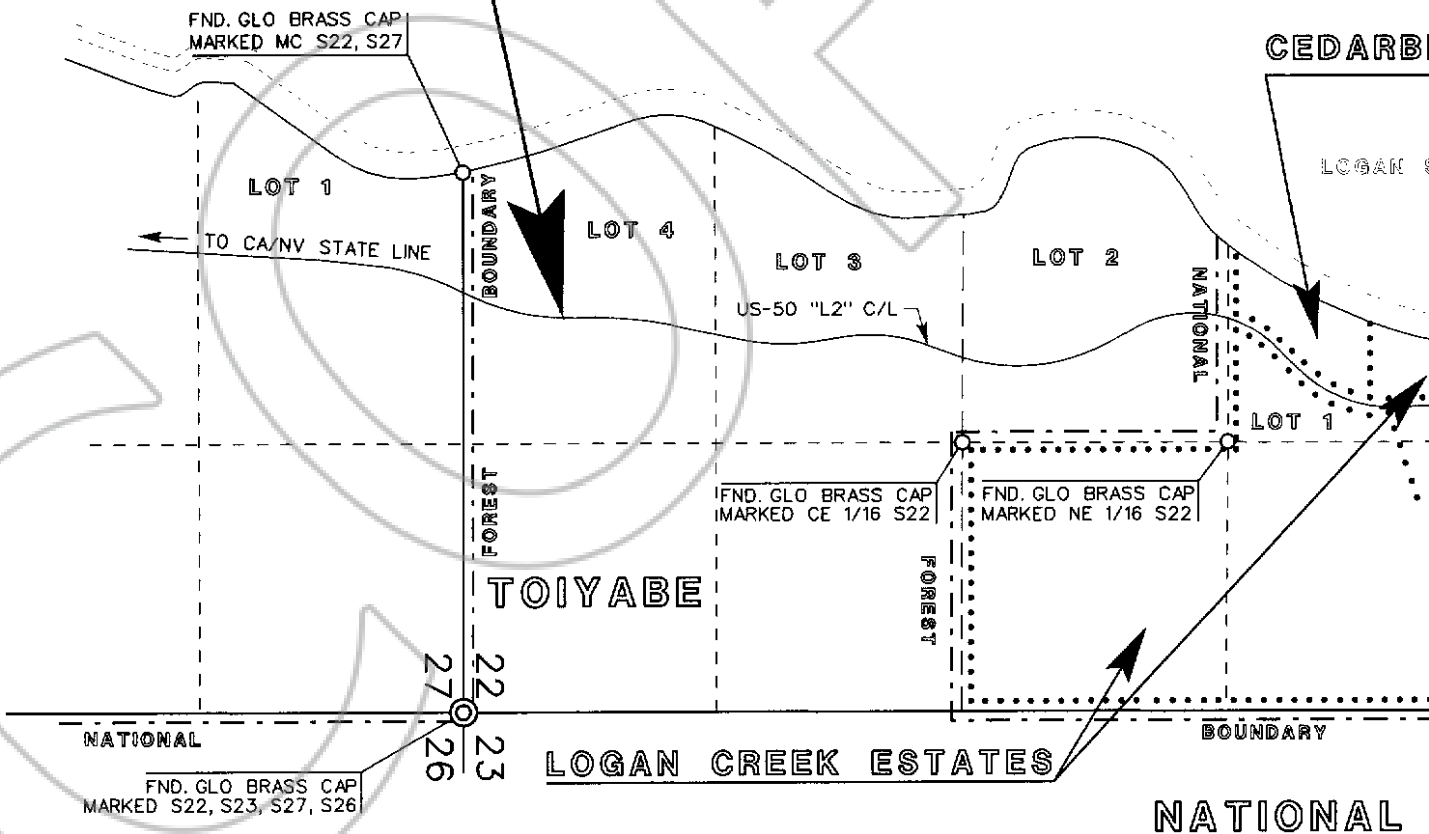 FND. GLO BRASS CAP
MARKED MC S22, S27
CEDARB
LOGAN S
LOT 1
BOUNDARY
LOT 4
TO CA/NV STATE LINE
LOT 3
LOT 2
NATIONAL
US-50 "L2" C/L
LOT 1
FOREST
FND. GLO BRASS CAP
MARKED CE 1/16 S22
FND. GLO BRASS CAP
MARKED NE 1/16 S22
FOREST
TOIYABE
27 22
26 23
NATIONAL
BOUNDARY
LOGAN CREEK ESTATES
FND. GLO BRASS CAP
MARKED S22, S23, S27, S26
NATIONAL